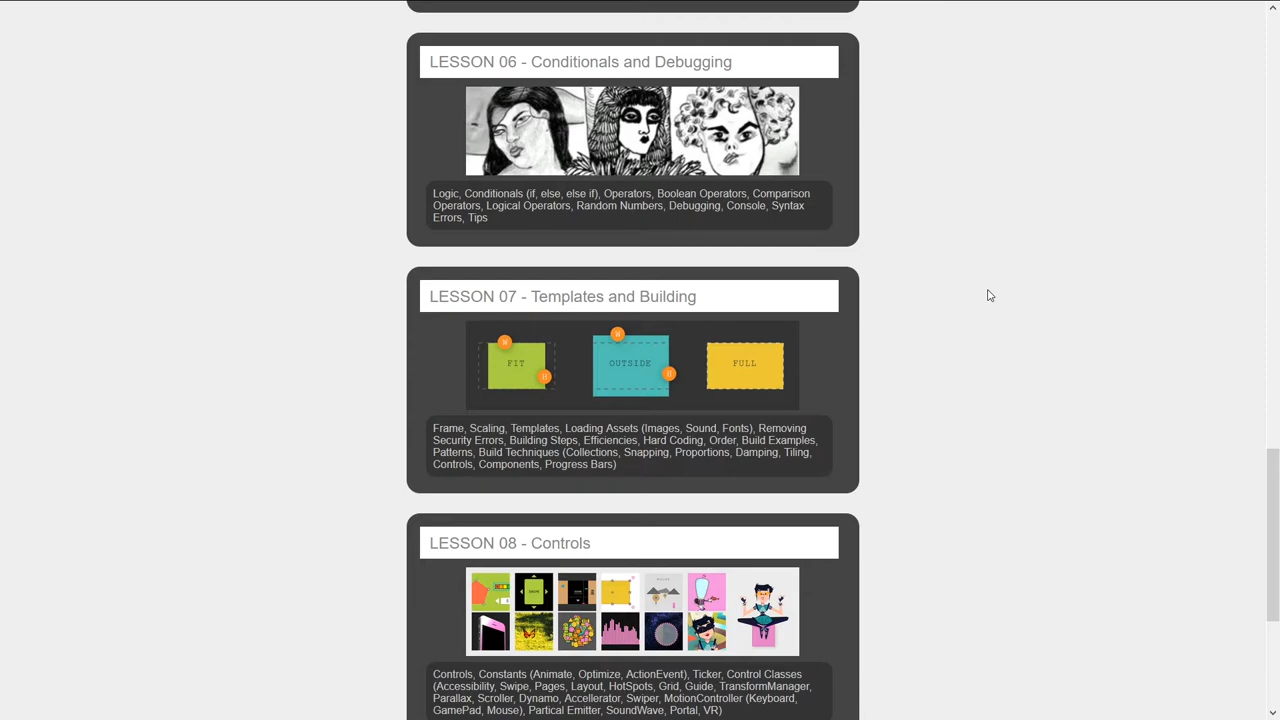 LESSON 06 - Conditionals and Debugging
Logic, Conditionals (if, else, else if), Operators, Boolean Operators, Comparison
Operators, Logical Operators, Random Numbers, Debugging, Console, Syntax
Errors, Tips
LESSON 07 - Templates and Building
W
W
FIT
OUTSIDE
FULL
H
H
Frame, Scaling, Templates, Loading Assets (Images, Sound, Fonts), Removing
Security Errors, Building Steps, Efficiencies, Hard Coding, Order, Build Examples,
Patterns, Build Techniques (Collections, Snapping, Proportions, Damping, Tiling,
Controls, Components, Progress Bars)
LESSON 08 - Controls
Controls, Constants (Animate, Optimize, ActionEvent), Ticker, Control Classes
(Accessibility, Swipe, Pages, Layout, HotSpots, Grid, Guide, TransformManager,
Parallax, Scroller, Dynamo, Accellerator, Swiper, MotionController (Keyboard,
GamePad, Mouse), Partical Emitter, SoundWave, Portal, VR)